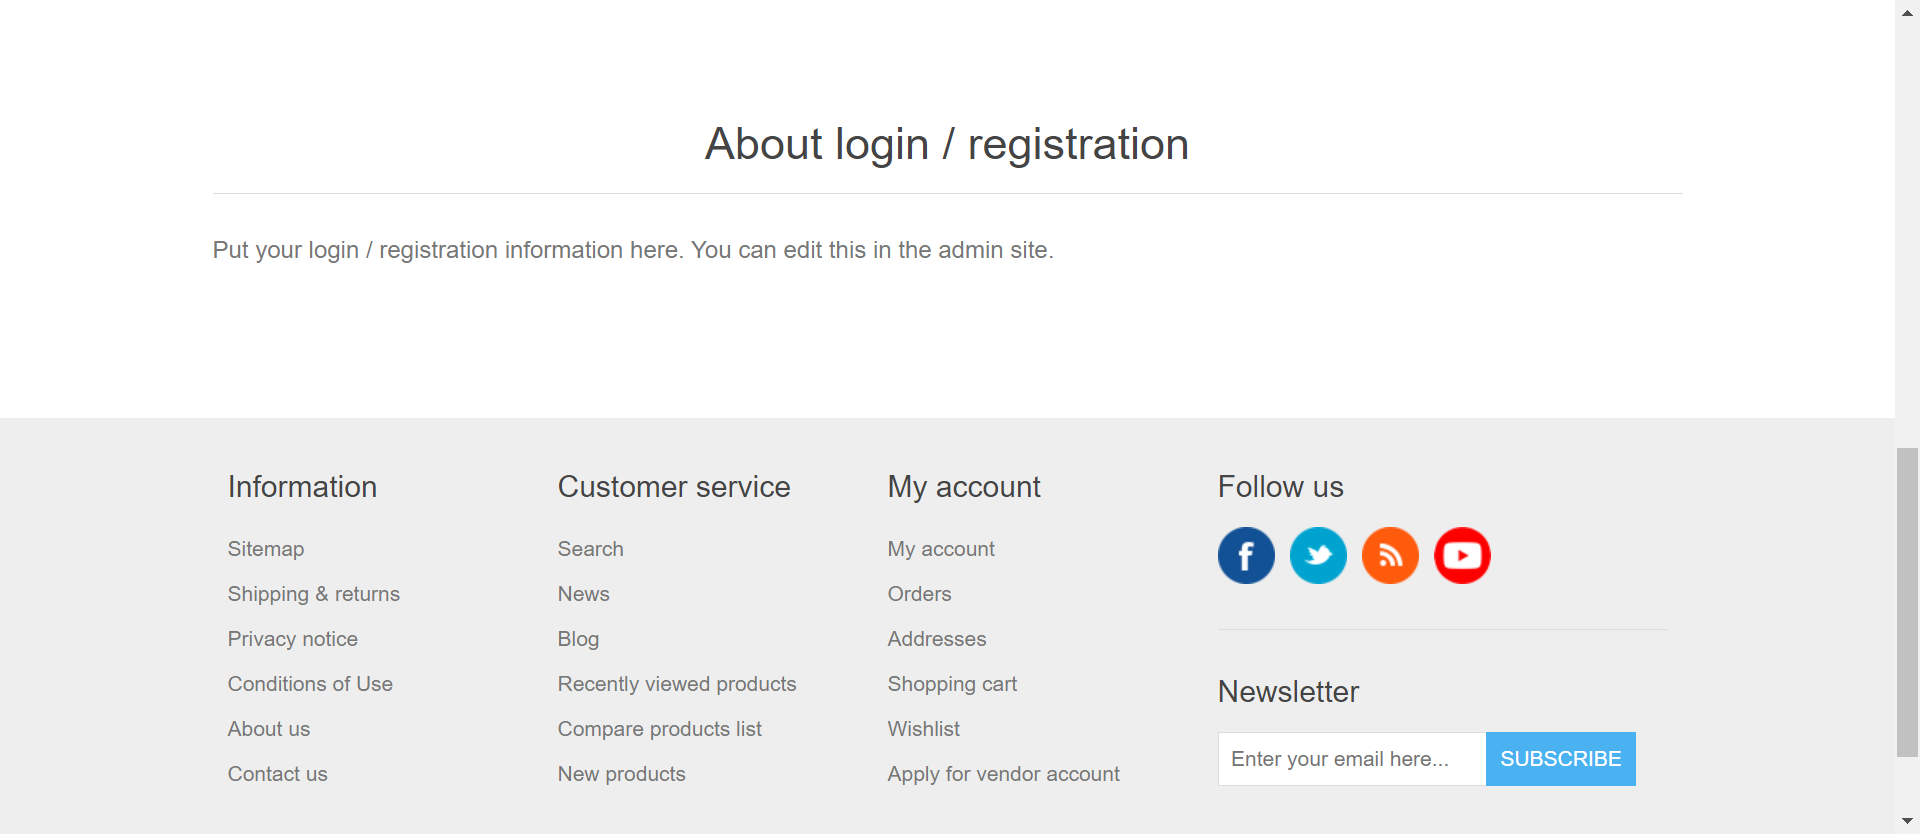 About login / registration
Put your login / registration information here. You can edit this in the admin site.
Information
Sitemap
Shipping & returns
Privacy notice
Conditions of Use
About us
Contact us
Customer service
Search
News
Blog
Recently viewed products
Compare products list
New products
My account
My account
Orders
Addresses
Shopping cart
Wishlist
Apply for vendor account
Follow us
Newsletter
Enter your email here...
SUBSCRIBE